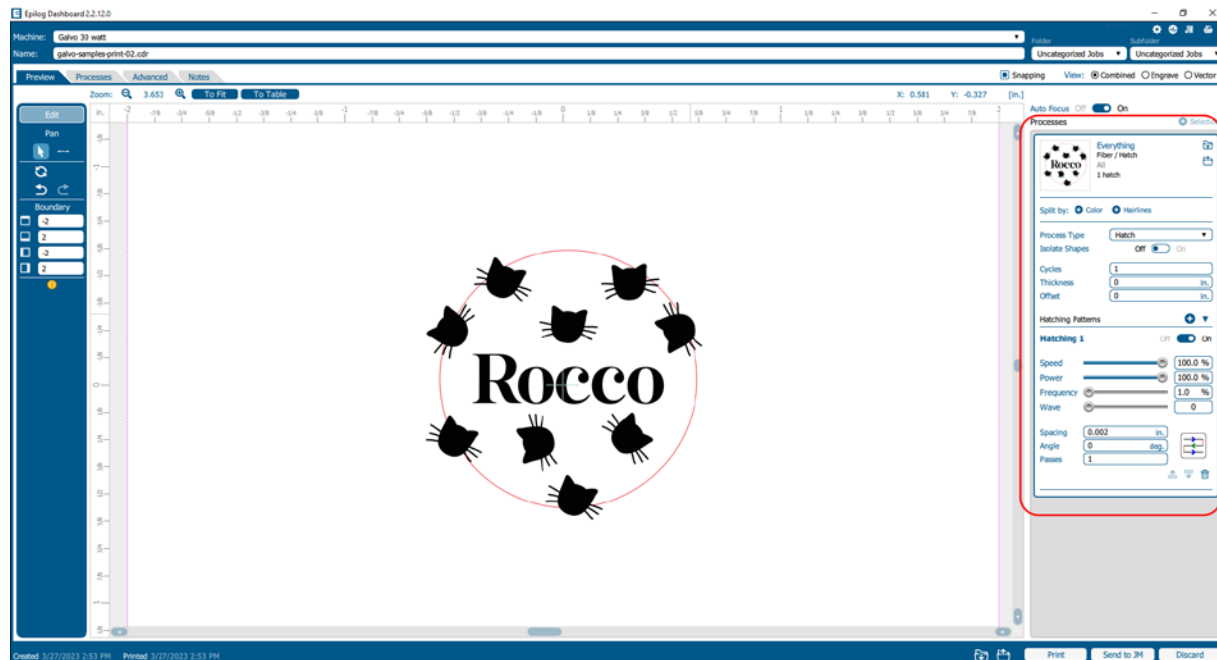 Epilog Dashboard 2.2.12.0
Machine: Galvo 30 watt
Folder Subfolder
Name: galvo-samples-print-02.cdr Uncategorized Jobs Uncategorized Jobs
Preview Processes Advanced Notes Snapping View: Combined Engrave Vector
Zoom: 3.653 To Fit To Table X: 0.581 Y: -0.327 [in.]
Edit
Pan
Boundary
-2
2
-2
2
Rocco
Auto Focus Off On
Processes
Everything
Fiber / Hatch
All
1 hatch
Rocco
Split by: Color Hairlines
Process Type Hatch
Isolate Shapes Off On
Cycles 1
Thickness 0 in.
Offset 0 in.
Hatching Patterns
Hatching 1 Off On
Speed 100.0 %
Power 100.0 %
Frequency 1.0 %
Wave 0
Spacing 0.002 in.
Angle 0 deg.
Passes 1
Created 3/27/2023 2:53 PM Printed 3/27/2023 2:53 PM Print Send to JM Discard